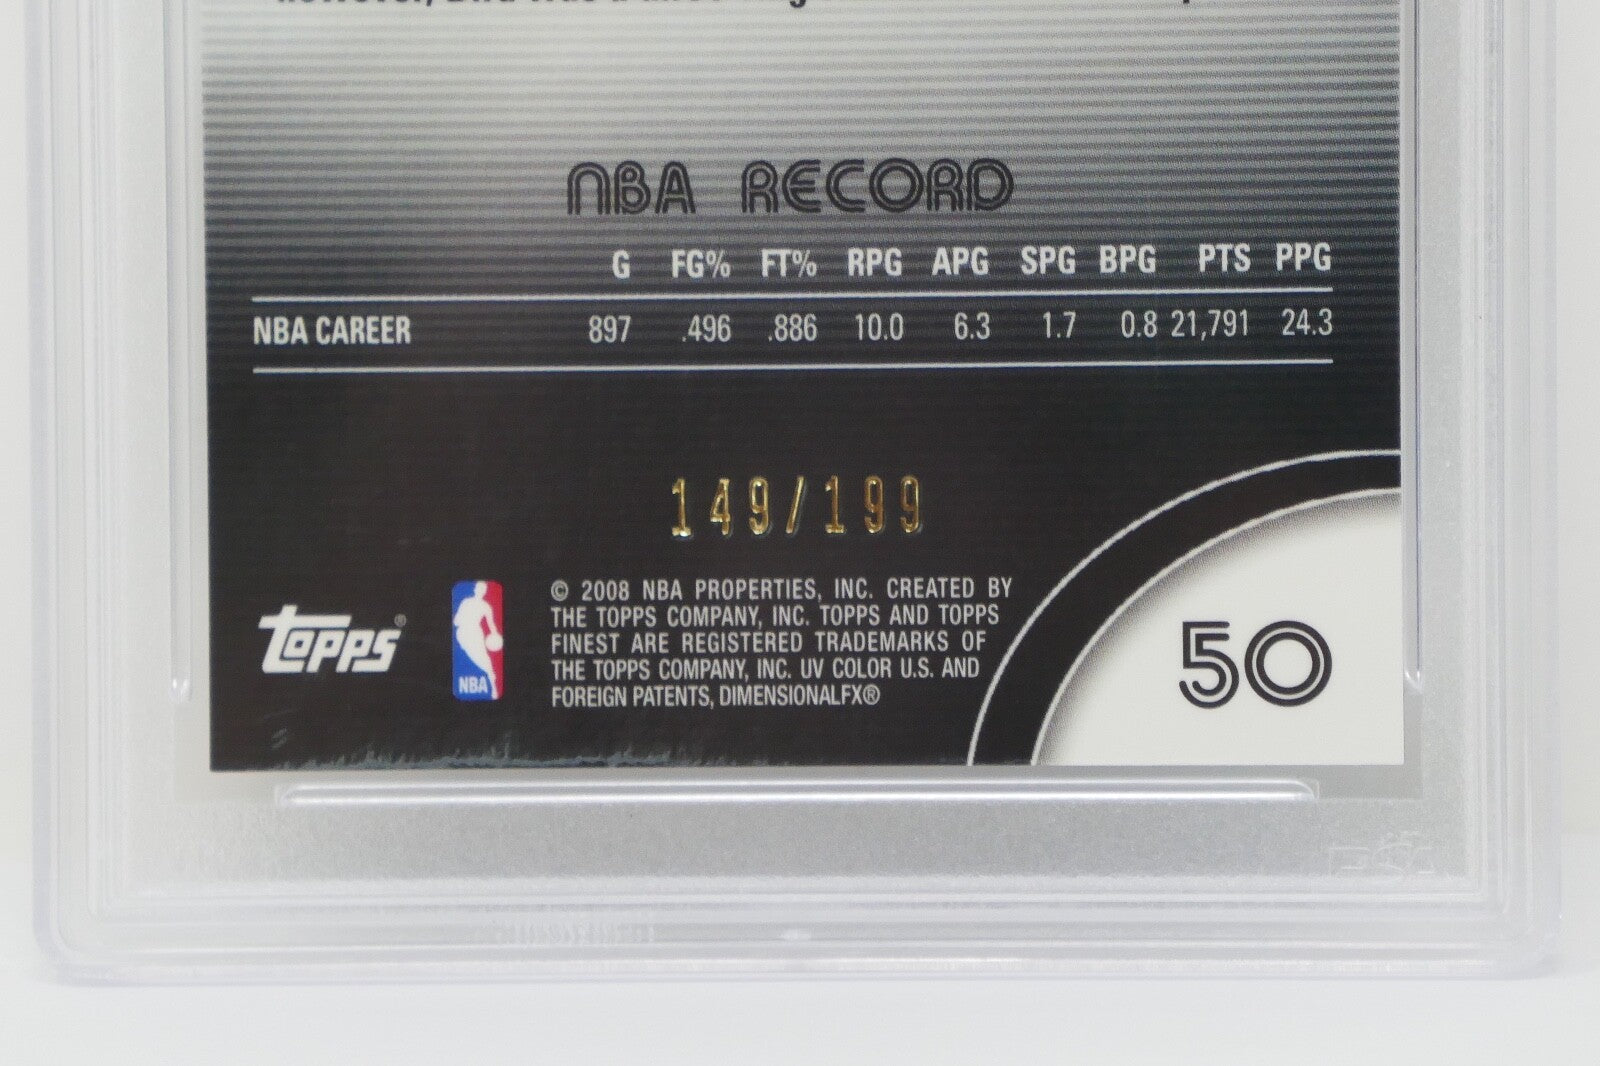 NBA RECORD
G FG% FT% RPG APG SPG BPG PTS PPG
NBA CAREER 897 .496 .886 10.0 6.3 1.7 0.8 21,791 24.3
149/199
© 2008 NBA PROPERTIES, INC. CREATED BY
THE TOPPS COMPANY, INC. TOPPS AND TOPPS
FINEST ARE REGISTERED TRADEMARKS OF
THE TOPPS COMPANY, INC. UV COLOR U.S. AND
FOREIGN PATENTS, DIMENSIONALFX®
Topps®
NBA
50